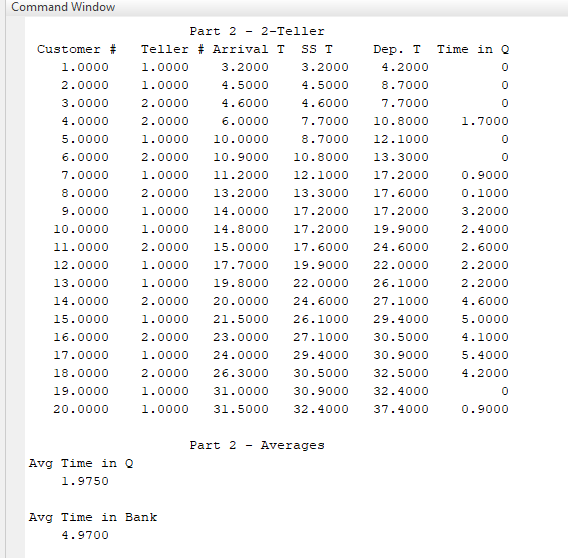 Command Window
Part 2 - 2-Teller
Customer # Teller # Arrival T SS T Dep. T Time in Q
1.0000 1.0000 3.2000 3.2000 4.2000 0
2.0000 1.0000 4.5000 4.5000 8.7000 0
3.0000 2.0000 4.6000 4.6000 7.7000 0
4.0000 2.0000 6.0000 7.7000 10.8000 1.7000
5.0000 1.0000 10.0000 8.7000 12.1000 0
6.0000 2.0000 10.9000 10.8000 13.3000 0
7.0000 1.0000 11.2000 12.1000 17.2000 0.9000
8.0000 2.0000 13.2000 13.3000 17.6000 0.1000
9.0000 1.0000 14.0000 17.2000 17.2000 3.2000
10.0000 1.0000 14.8000 17.2000 19.9000 2.4000
11.0000 2.0000 15.0000 17.6000 24.6000 2.6000
12.0000 1.0000 17.7000 19.9000 22.0000 2.2000
13.0000 1.0000 19.8000 22.0000 26.1000 2.2000
14.0000 2.0000 20.0000 24.6000 27.1000 4.6000
15.0000 1.0000 21.5000 26.1000 29.4000 5.0000
16.0000 2.0000 23.0000 27.1000 30.5000 4.1000
17.0000 1.0000 24.0000 29.4000 30.9000 5.4000
18.0000 2.0000 26.3000 30.5000 32.5000 4.2000
19.0000 1.0000 31.0000 30.9000 32.4000 0
20.0000 1.0000 31.5000 32.4000 37.4000 0.9000
Part 2 - Averages
Avg Time in Q
1.9750
Avg Time in Bank
4.9700